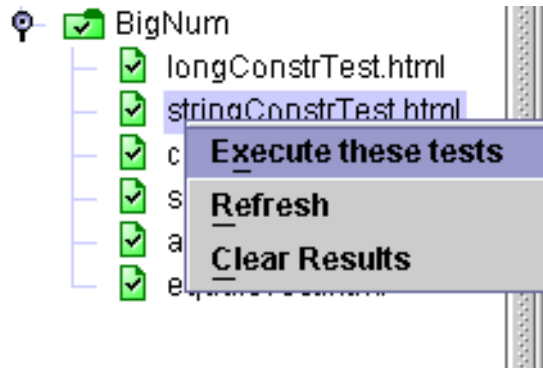 BigNum
longConstrTest.html
stringConstrTest.html
Execute these tests
Refresh
Clear Results